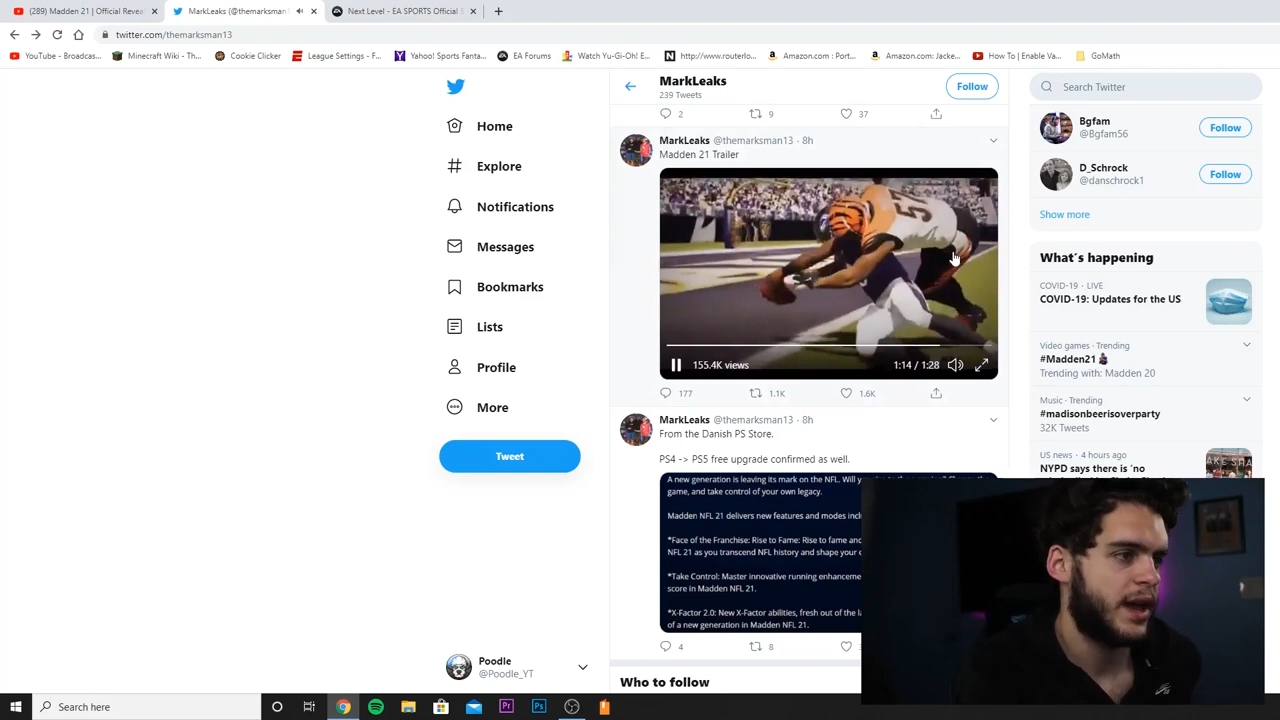 (289) Madden 21 | Official Revea
MarkLeaks (@themarksman13
Next Level - EA SPORTS Official S
twitter.com/themarksman13
YouTube - Broadcas...
Minecraft Wiki - Th...
Cookie Clicker
League Settings - F...
Yahoo! Sports Fanta...
EA Forums
Watch Yu-Gi-Oh! E...
http://www.routerlo...
Amazon.com : Port...
Amazon.com: Jacke...
How To | Enable Va...
GoMath
Home
Explore
Notifications
Messages
Bookmarks
Lists
Profile
More
Tweet
Poodle
@Poodle_YT
MarkLeaks
239 Tweets
Follow
2 9 37
MarkLeaks @themarksman13 · 8h
Madden 21 Trailer
155.4K views 1:14 / 1:28
177 1.1K 1.6K
MarkLeaks @themarksman13 · 8h
From the Danish PS Store.
PS4 -> PS5 free upgrade confirmed as well.
A new generation is leaving its mark on the NFL. Will
game, and take control of your own legacy.
Madden NFL 21 delivers new features and modes
*Face of the Franchise: Rise to Fame: Rise to fame
NFL 21 as you transcend NFL history and shape your
*Take Control: Master innovative running
score in Madden NFL 21.
*X-Factor 2.0: New X-Factor abilities, fresh out of the
of a new generation in Madden NFL 21.
4 8
Who to follow
Search Twitter
Bgfam
@Bgfam56
Follow
D_Schrock
@danschrock1
Follow
Show more
What's happening
COVID-19 · LIVE
COVID-19: Updates for the US
Video games · Trending
#Madden21
Trending with: Madden 20
Music · Trending
#madisonbeerisoverparty
32K Tweets
US news · 4 hours ago
NYPD says there is 'no
Search here